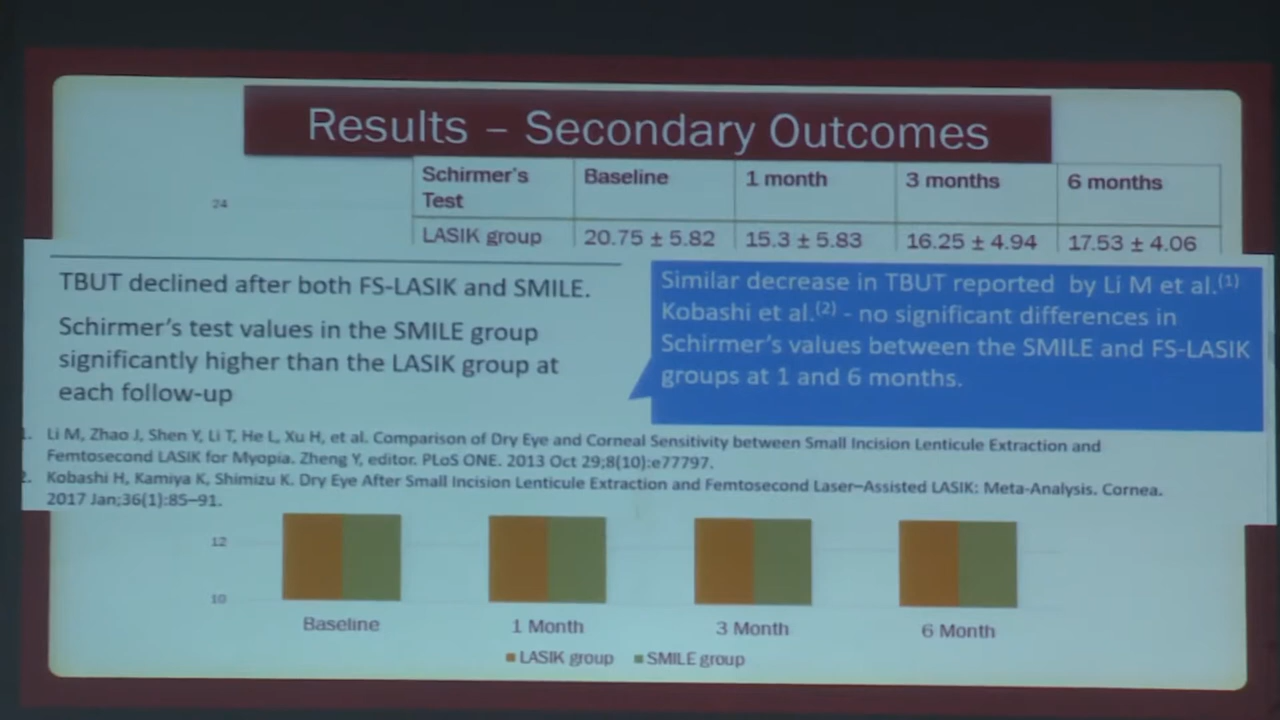 Results – Secondary Outcomes
Schirmer's Test Baseline 1 month 3 months 6 months
24
LASIK group 20.75 ± 5.82 15.3 ± 5.83 16.25 ± 4.94 17.53 ± 4.06
TBUT declined after both FS-LASIK and SMILE.
Schirmer's test values in the SMILE group
significantly higher than the LASIK group at
each follow-up
Similar decrease in TBUT reported by Li M et al.(1)
Kobashi et al.(2) - no significant differences in
Schirmer's values between the SMILE and FS-LASIK
groups at 1 and 6 months.
1. Li M, Zhao J, Shen Y, Li T, He L, Xu H, et al. Comparison of Dry Eye and Corneal Sensitivity between Small Incision Lenticule Extraction and
Femtosecond LASIK for Myopia. Zheng Y, editor. PLoS ONE. 2013 Oct 29;8(10):e77797.
2. Kobashi H, Kamiya K, Shimizu K. Dry Eye After Small Incision Lenticule Extraction and Femtosecond Laser–Assisted LASIK: Meta-Analysis. Cornea.
2017 Jan;36(1):85–91.
12
10
Baseline 1 Month 3 Month 6 Month
LASIK group SMILE group